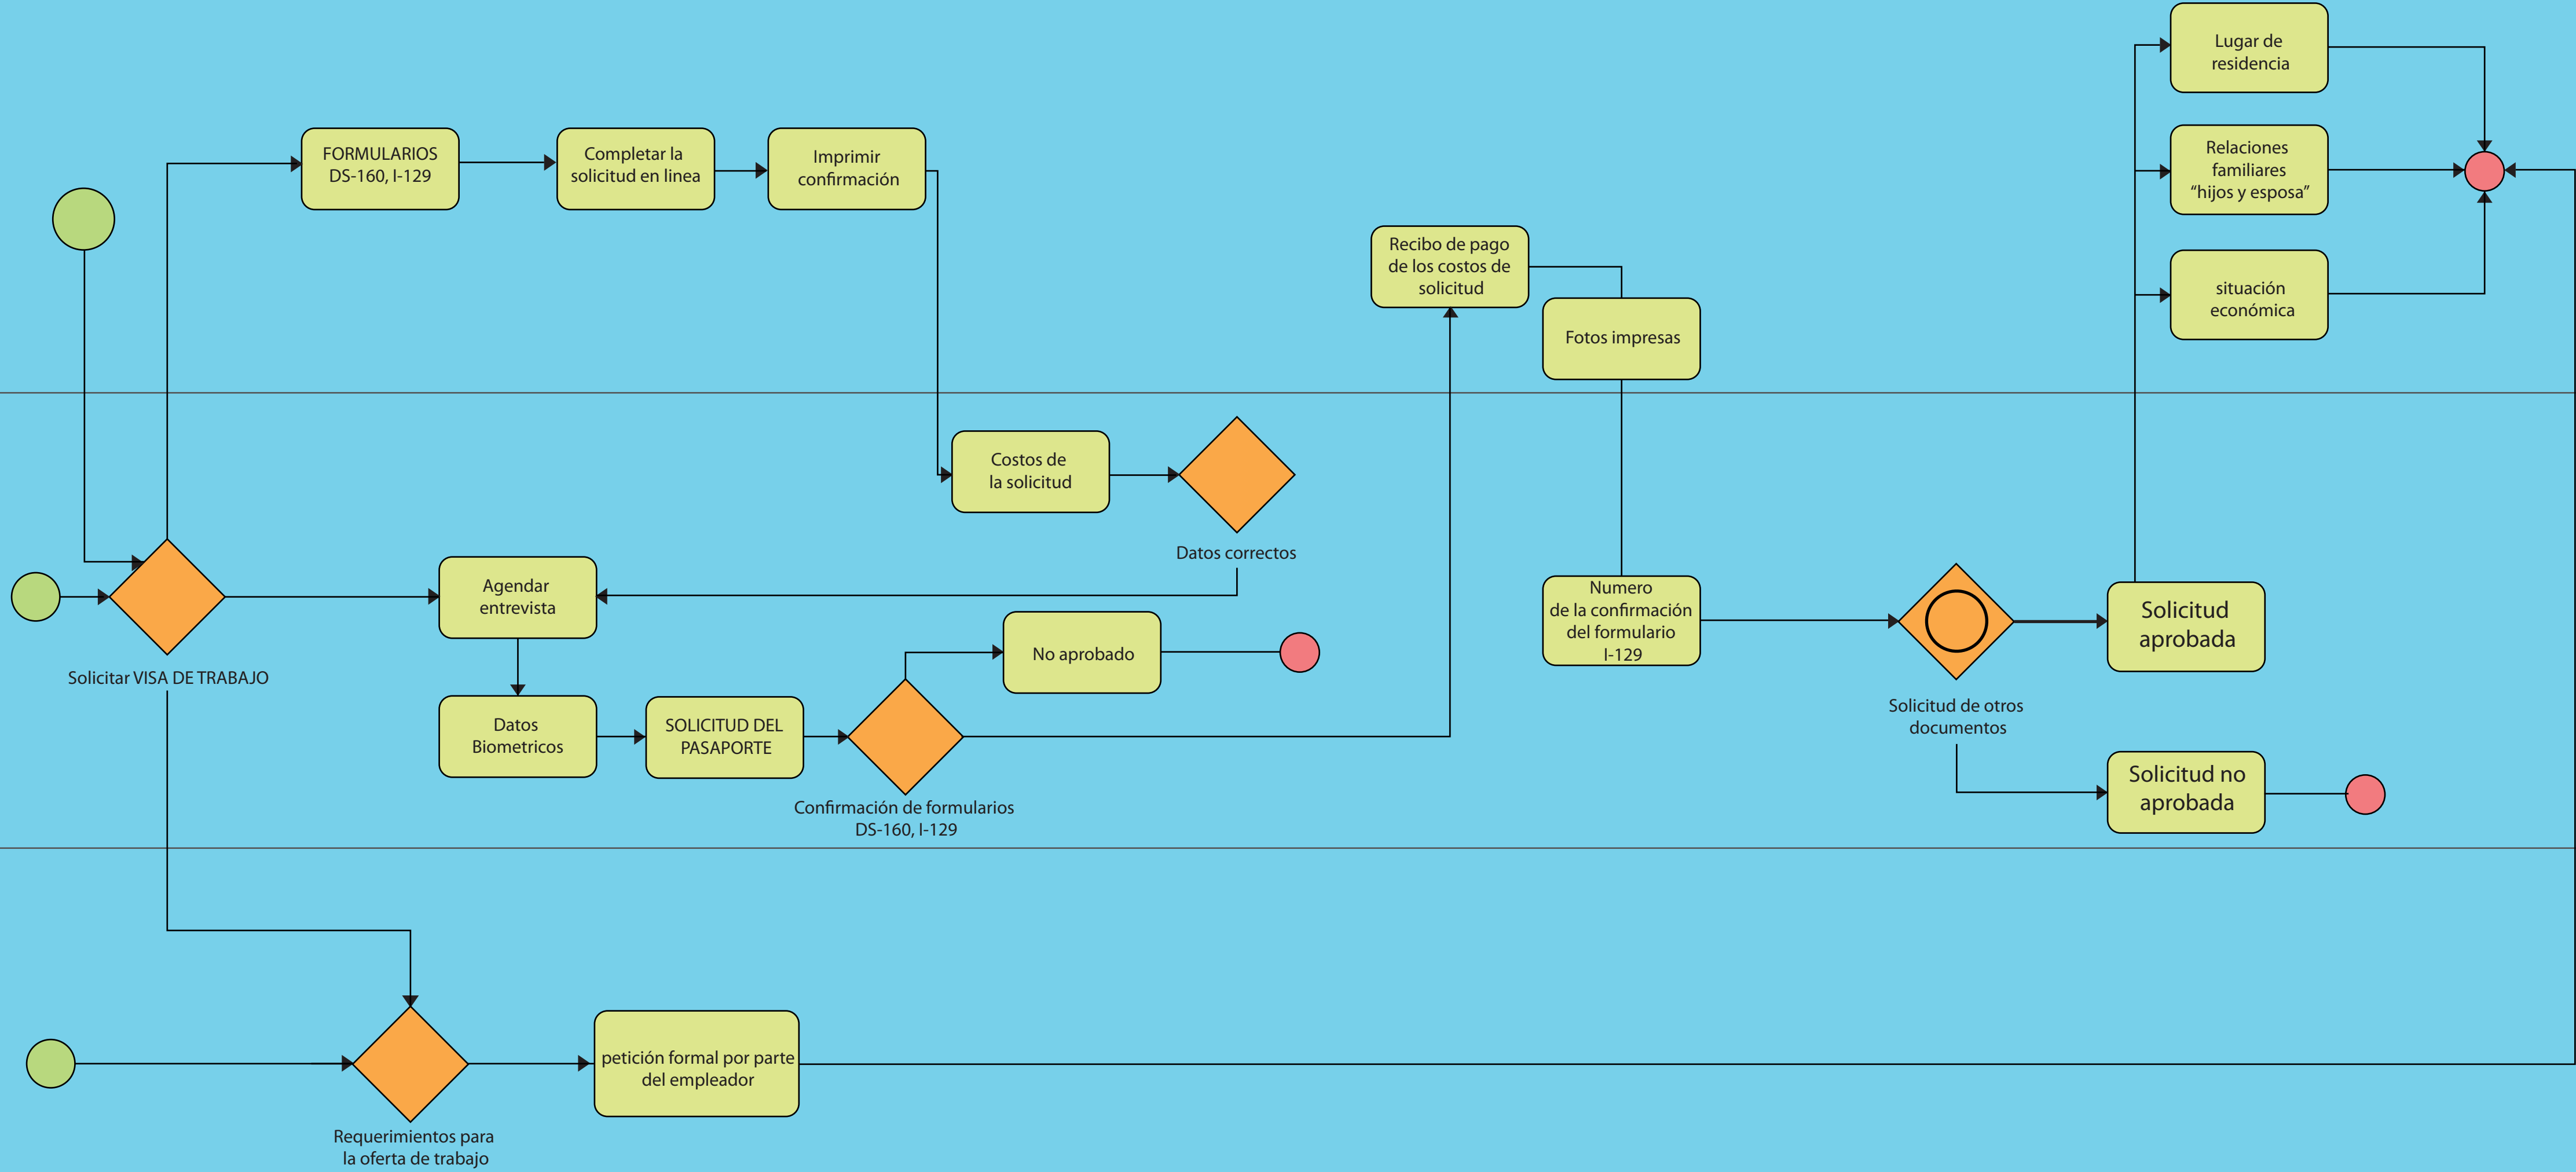 Lugar de
residencia
FORMULARIOS
DS-160, I-129
Completar la
solicitud en linea
Imprimir
confirmación
Relaciones
familiares
“hijos y esposa”
Recibo de pago
de los costos de
solicitud
situación
económica
Fotos impresas
Costos de
la solicitud
Datos correctos
Agendar
entrevista
Numero
de la confirmación
del formulario
I-129
Solicitud
aprobada
No aprobado
Solicitar VISA DE TRABAJO
Datos
Biometricos
SOLICITUD DEL
PASAPORTE
Solicitud de otros
documentos
Confirmación de formularios
DS-160, I-129
Solicitud no
aprobada
petición formal por parte
del empleador
Requerimientos para
la oferta de trabajo